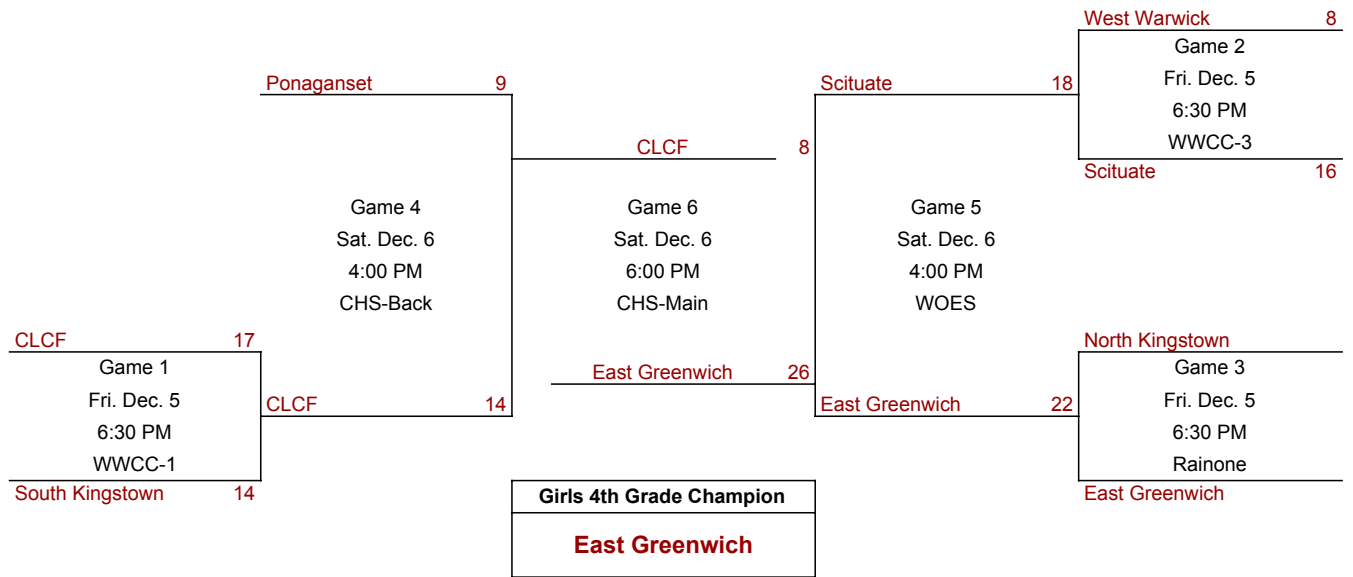 West Warwick 8
Game 2
Fri. Dec. 5
6:30 PM
WWCC-3
Scituate 16
Ponaganset 9
Scituate 18
CLCF 8
Game 4
Sat. Dec. 6
4:00 PM
CHS-Back
Game 6
Sat. Dec. 6
6:00 PM
CHS-Main
Game 5
Sat. Dec. 6
4:00 PM
WOES
CLCF 17
Game 1
Fri. Dec. 5
6:30 PM
WWCC-1
South Kingstown 14
CLCF 14
East Greenwich 26
East Greenwich 22
North Kingstown
Game 3
Fri. Dec. 5
6:30 PM
Rainone
East Greenwich
Girls 4th Grade Champion
East Greenwich